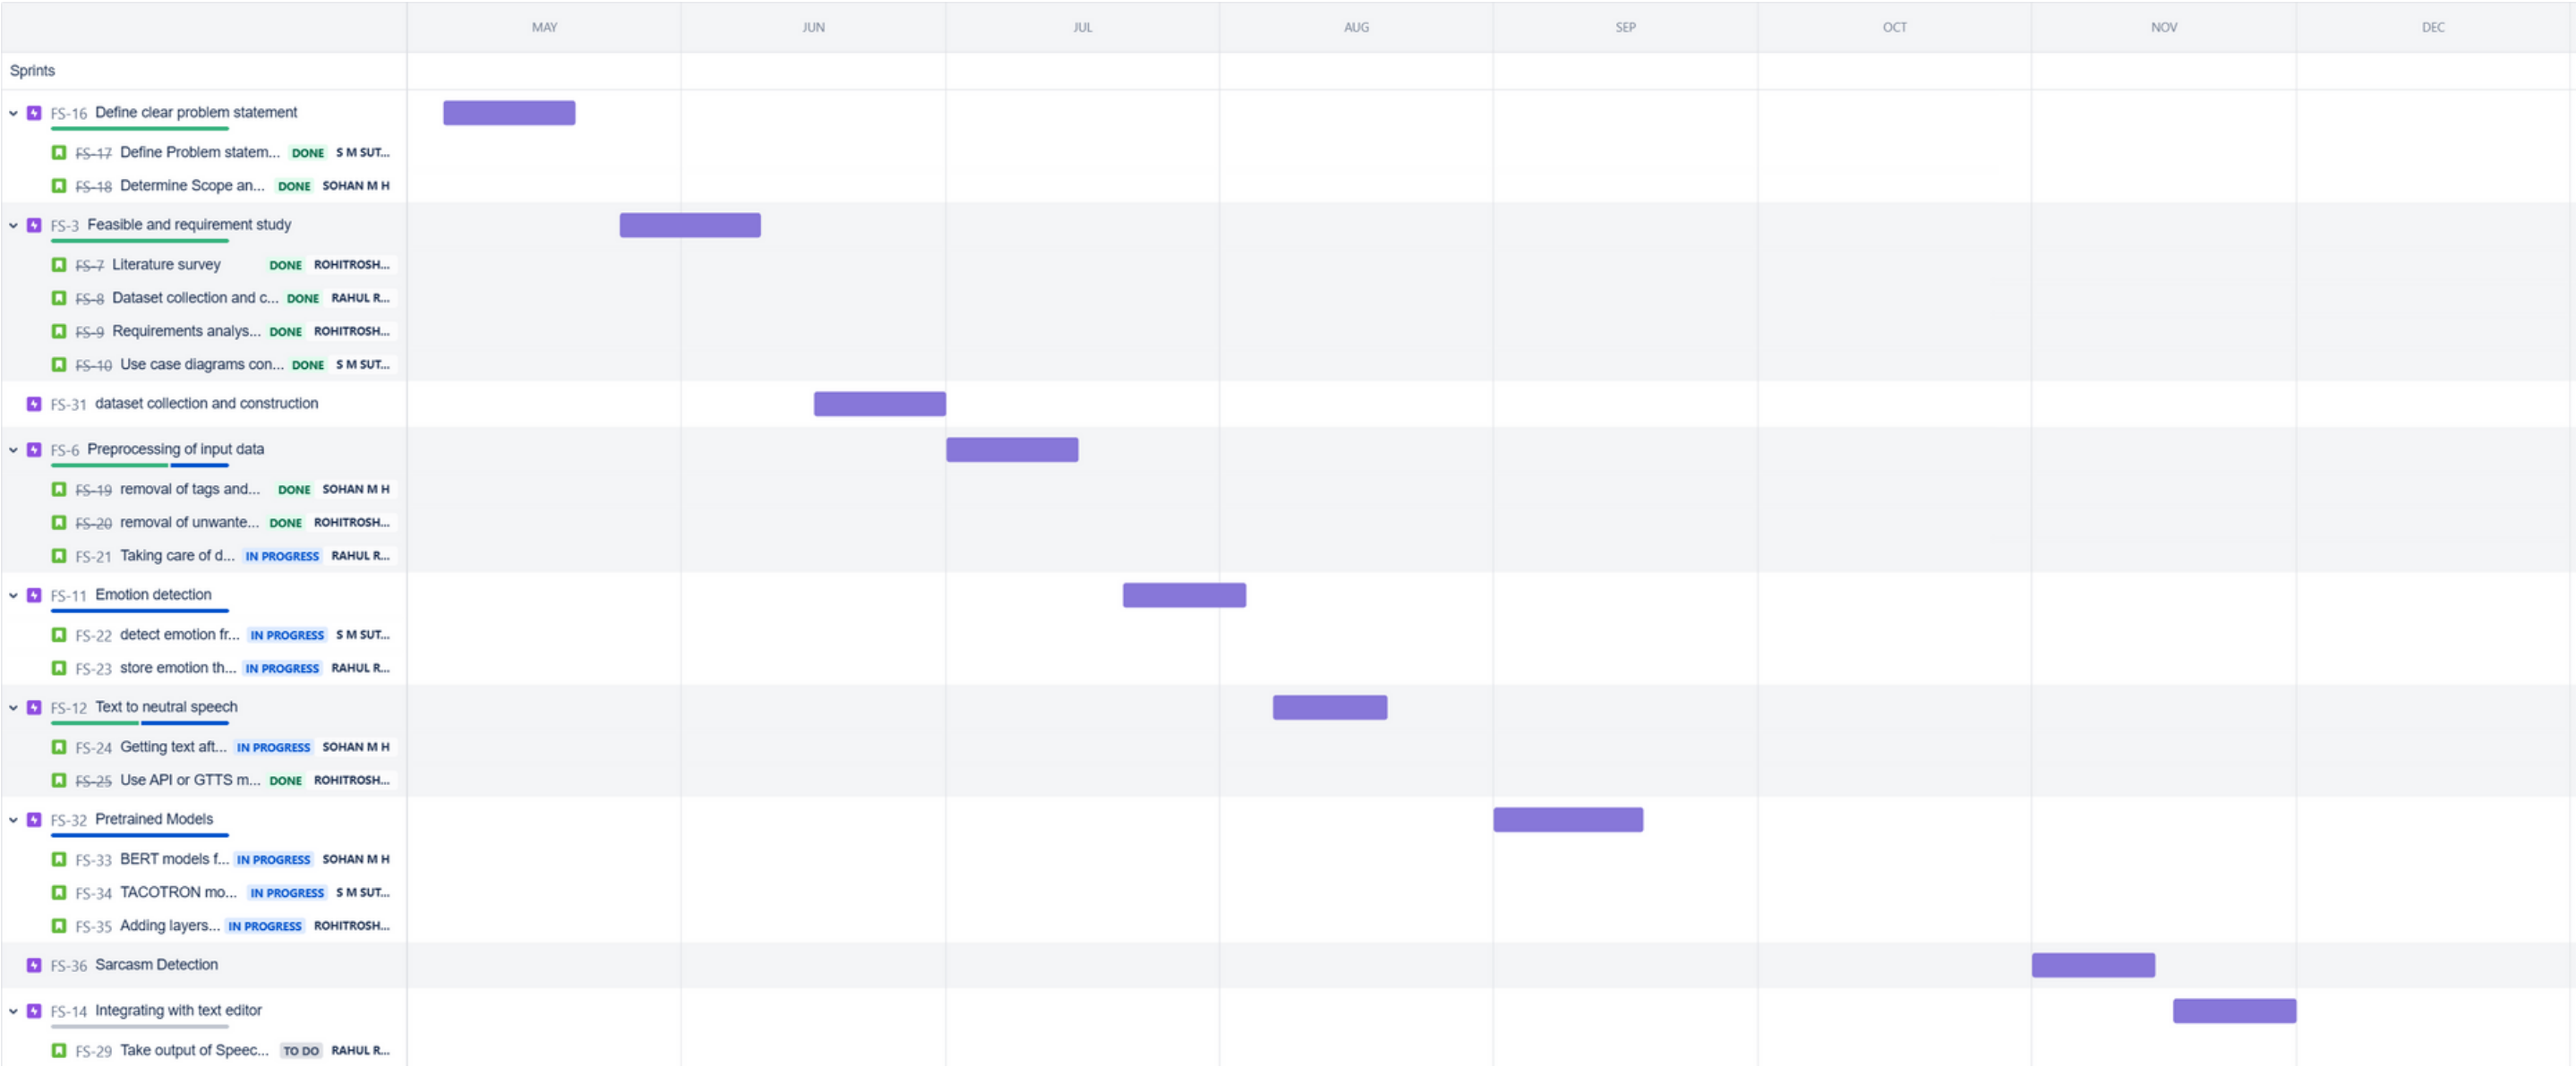 MAY JUN JUL AUG SEP OCT NOV DEC
Sprints
FS-16 Define clear problem statement
FS-17 Define Problem statem... DONE S M SUT...
FS-18 Determine Scope an... DONE SOHAN M H
FS-3 Feasible and requirement study
FS-7 Literature survey DONE ROHITROSH...
FS-8 Dataset collection and c... DONE RAHUL R...
FS-9 Requirements analys... DONE ROHITROSH...
FS-10 Use case diagrams con... DONE S M SUT...
FS-31 dataset collection and construction
FS-6 Preprocessing of input data
FS-19 removal of tags and... DONE SOHAN M H
FS-20 removal of unwante... DONE ROHITROSH...
FS-21 Taking care of d... IN PROGRESS RAHUL R...
FS-11 Emotion detection
FS-22 detect emotion fr... IN PROGRESS S M SUT...
FS-23 store emotion th... IN PROGRESS RAHUL R...
FS-12 Text to neutral speech
FS-24 Getting text aft... IN PROGRESS SOHAN M H
FS-25 Use API or GTTS m... DONE ROHITROSH...
FS-32 Pretrained Models
FS-33 BERT models f... IN PROGRESS SOHAN M H
FS-34 TACOTRON mo... IN PROGRESS S M SUT...
FS-35 Adding layers... IN PROGRESS ROHITROSH...
FS-36 Sarcasm Detection
FS-14 Integrating with text editor
FS-29 Take output of Speec... TO DO RAHUL R...